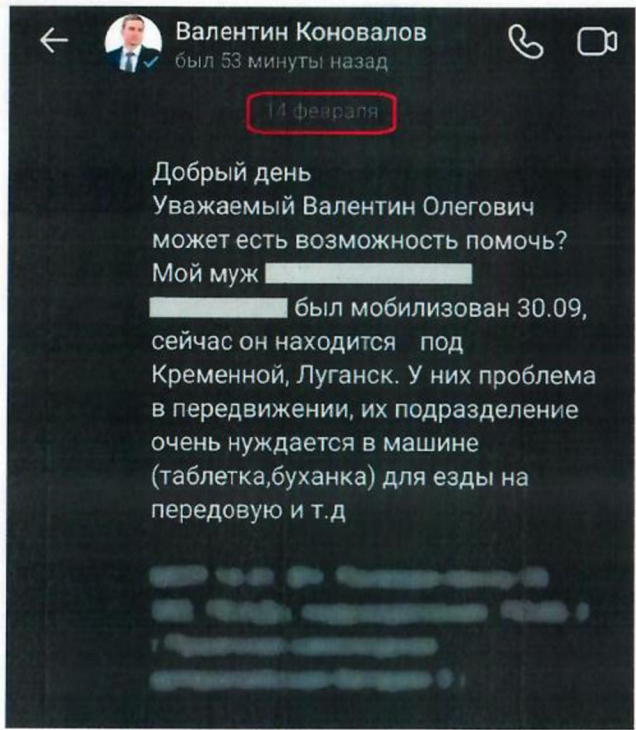 Валентин Коновалов
был 53 минуты назад
14 февраля
Добрый день
Уважаемый Валентин Олегович
может есть возможность помочь?
Мой муж
был мобилизован 30.09,
сейчас он находится под
Кременной, Луганск. У них проблема
в передвижении, их подразделение
очень нуждается в машине
(таблетка,буханка) для езды на
передовую и т.д